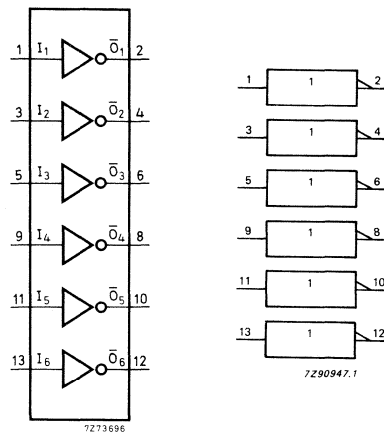 1 I1 Ō1 2
3 I2 Ō2 4
5 I3 Ō3 6
9 I4 Ō4 8
11 I5 Ō5 10
13 I6 Ō6 12
7Z73696
1 1 2
3 1 4
5 1 6
9 1 8
11 1 10
13 1 12
7Z90947.1